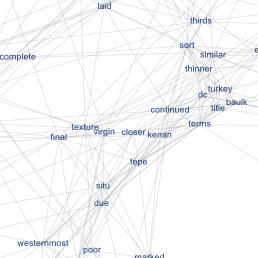 laid
thirds
sort
similar
complete
thinner
turkey
dc
baulk
continued
title
terms
texture
virgin
closer
kenan
final
tepe
situ
due
westernmost
poor
marked